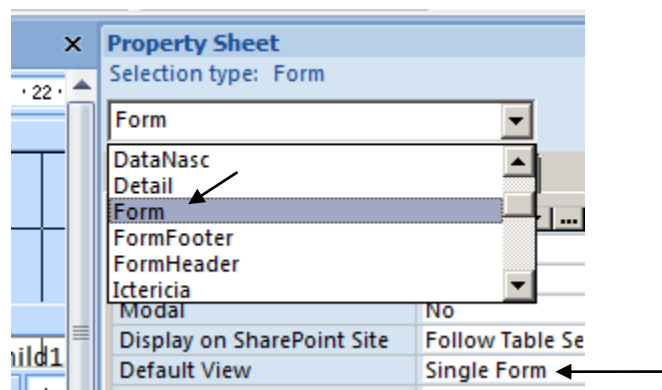 Property Sheet
Selection type: Form
· 22 ·
Form
DataNasc
Detail
Form
FormFooter
FormHeader
Ictericia
...
Modal No
Display on SharePoint Site Follow Table Se
Default View Single Form
hild1